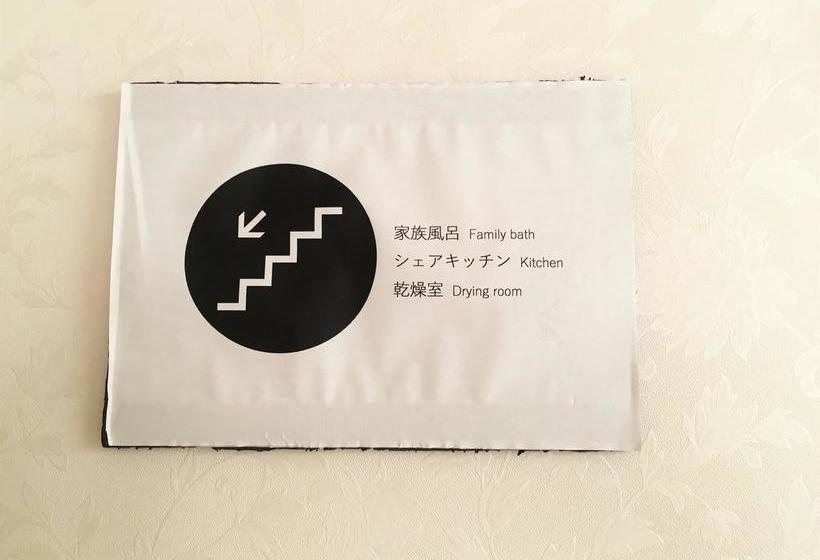 家族風呂 Family bath
シェアキッチン Kitchen
乾燥室 Drying room